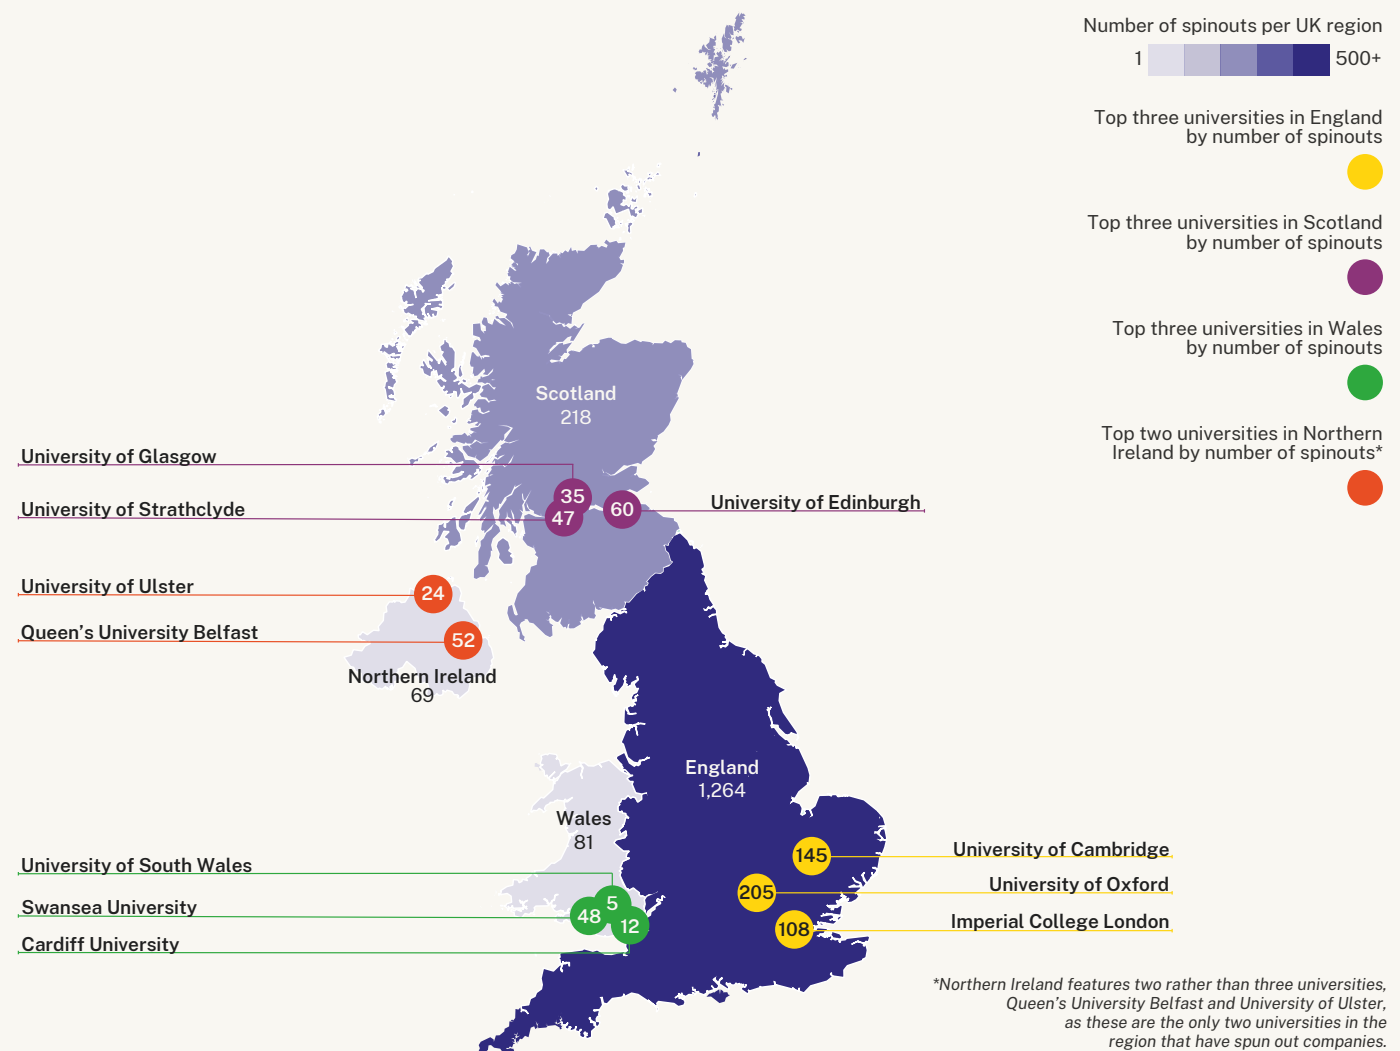 Number of spinouts per UK region
1 500+
Top three universities in England
by number of spinouts
Top three universities in Scotland
by number of spinouts
Top three universities in Wales
by number of spinouts
Top two universities in Northern
Ireland by number of spinouts*
Scotland
218
University of Glasgow
35
University of Strathclyde
47
60
University of Edinburgh
University of Ulster
24
Queen's University Belfast
52
Northern Ireland
69
England
1,264
Wales
81
University of South Wales
5
Swansea University
48
Cardiff University
12
145
University of Cambridge
205
University of Oxford
108
Imperial College London
*Northern Ireland features two rather than three universities,
Queen's University Belfast and University of Ulster,
as these are the only two universities in the
region that have spun out companies.